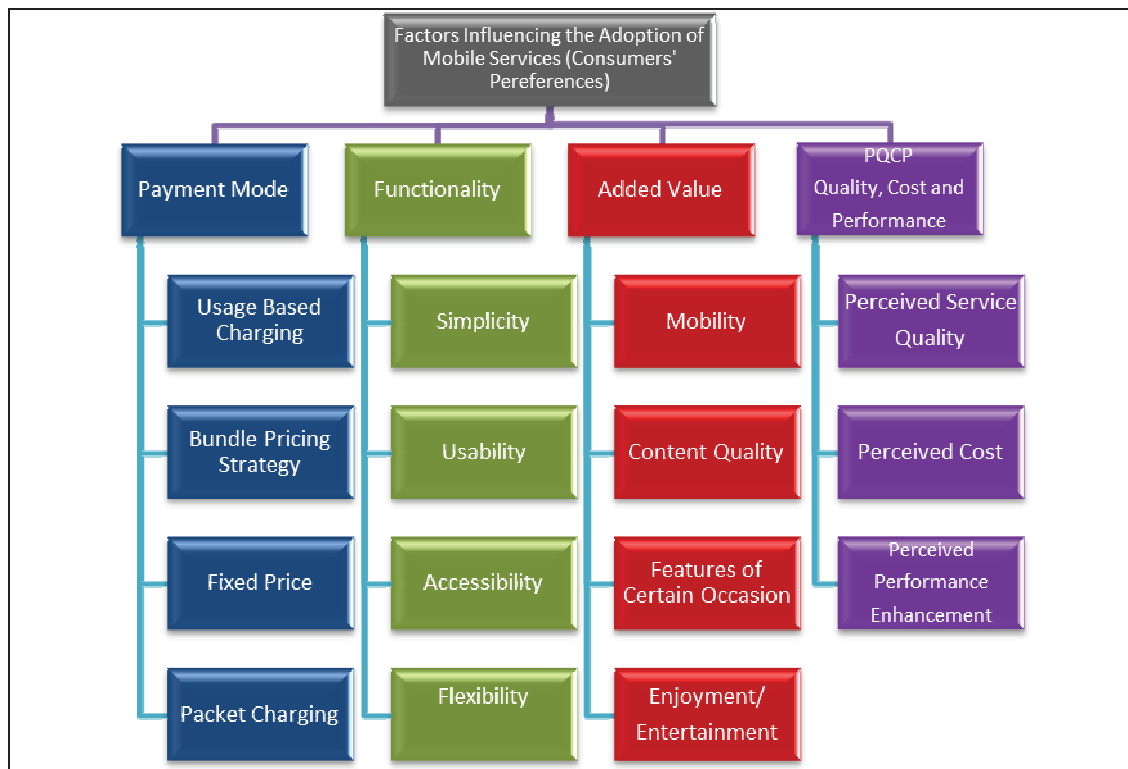 Factors Influencing the Adoption of
Mobile Services (Consumers'
Pereferences)
Payment Mode
Usage Based
Charging
Bundle Pricing
Strategy
Fixed Price
Packet Charging
Functionality
Simplicity
Usability
Accessibility
Flexibility
Added Value
Mobility
Content Quality
Features of
Certain Occasion
Enjoyment/
Entertainment
PQCP
Quality, Cost and
Performance
Perceived Service
Quality
Perceived Cost
Perceived
Performance
Enhancement